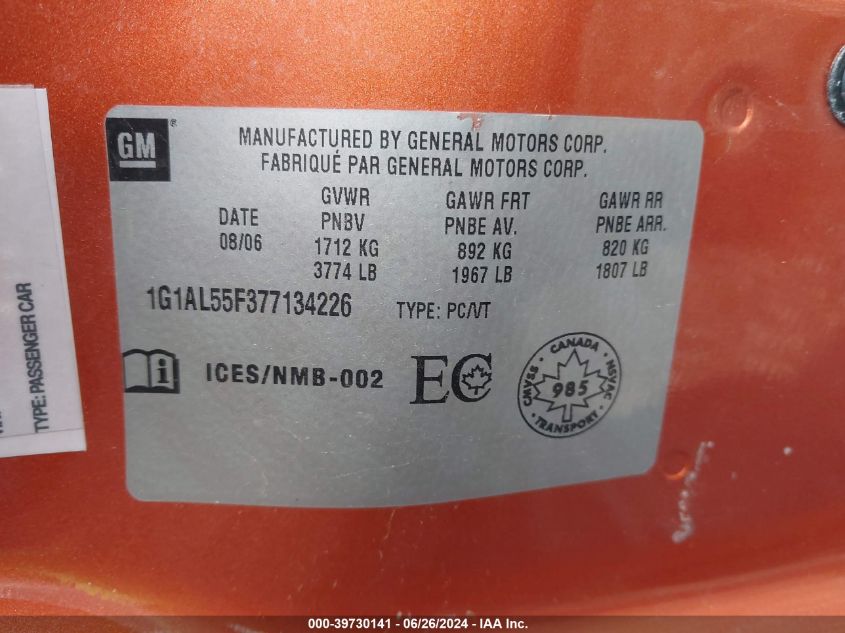 GM ®
MANUFACTURED BY GENERAL MOTORS CORP.
FABRIQUÉ PAR GENERAL MOTORS CORP.
DATE
08/06
GVWR
PNBV
1712 KG
3774 LB
GAWR FRT
PNBE AV.
892 KG
1967 LB
GAWR RR
PNBE ARR.
820 KG
1807 LB
1G1AL55F377134226 TYPE: PC/VT
i ICES/NMB-002 EC
CANADA
CMVSS 985 NSVAC
TRANSPORT
TYPE: PASSENGER CAR
000-39730141 - 06/26/2024 - IAA Inc.